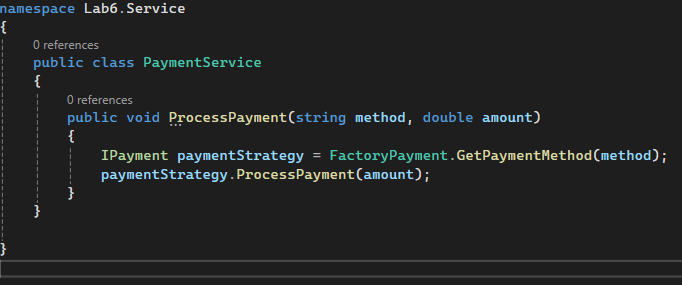 namespace Lab6.Service
{
0 references
public class PaymentService
{
0 references
public void ProcessPayment(string method, double amount)
{
IPayment paymentStrategy = FactoryPayment.GetPaymentMethod(method);
paymentStrategy.ProcessPayment(amount);
}
}
}